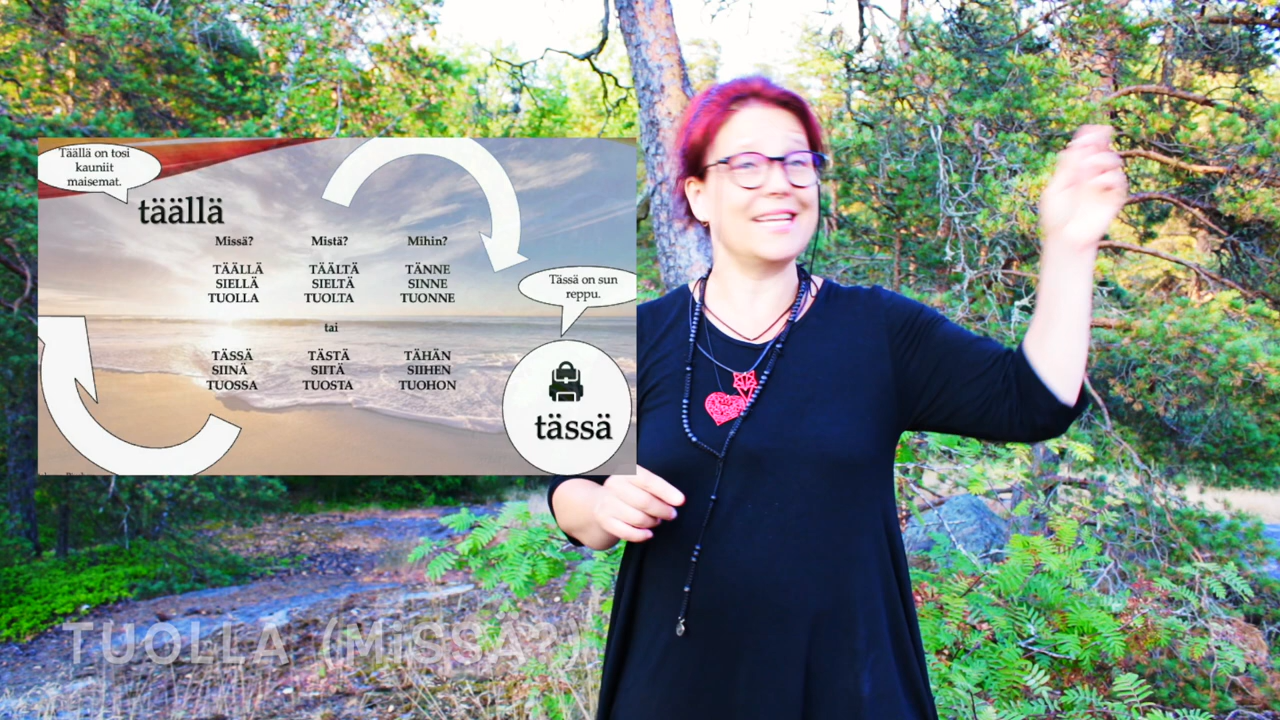 Täällä on tosi
kauniit
maisemat.
täällä
Missä? Mistä? Mihin?
TÄÄLLÄ TÄÄLTÄ TÄNNE
SIELLÄ SIELTÄ SINNE
TUOLLA TUOLTA TUONNE
tai
TÄSSÄ TÄSTÄ TÄHÄN
SIINÄ SIITÄ SIIHEN
TUOSSA TUOSTA TUOHON
Tässä on sun
reppu.
tässä
TUOLLA (MiSSÄ?)